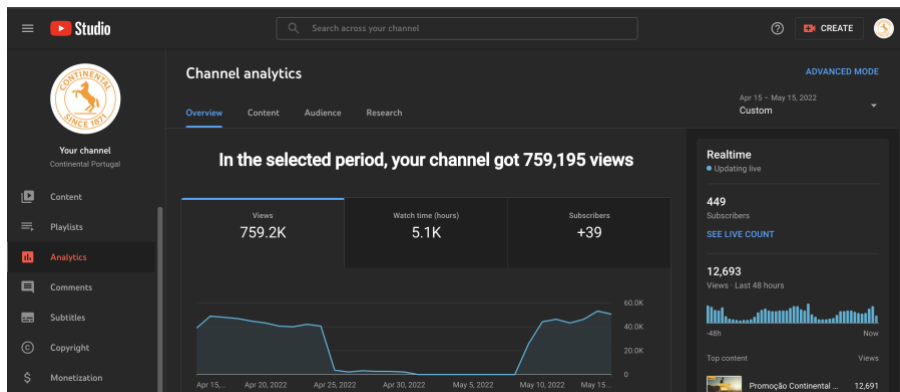 Studio
Search across your channel
CREATE
CONTINENTAL
SINCE 1871
Your channel
Continental Portugal
Content
Playlists
Analytics
Comments
Subtitles
Copyright
Monetization
Channel analytics
ADVANCED MODE
Overview
Content
Audience
Research
Apr 15 – May 15, 2022
Custom
In the selected period, your channel got 759,195 views
Views
759.2K
Watch time (hours)
5.1K
Subscribers
+39
60.0K
40.0K
20.0K
0
Apr 15,...
Apr 20, 2022
Apr 25, 2022
Apr 30, 2022
May 5, 2022
May 10, 2022
May 15...
Realtime
Updating live
449
Subscribers
SEE LIVE COUNT
12,693
Views · Last 48 hours
-48h
Now
Top content
Views
Promoção Continental ...
12,691